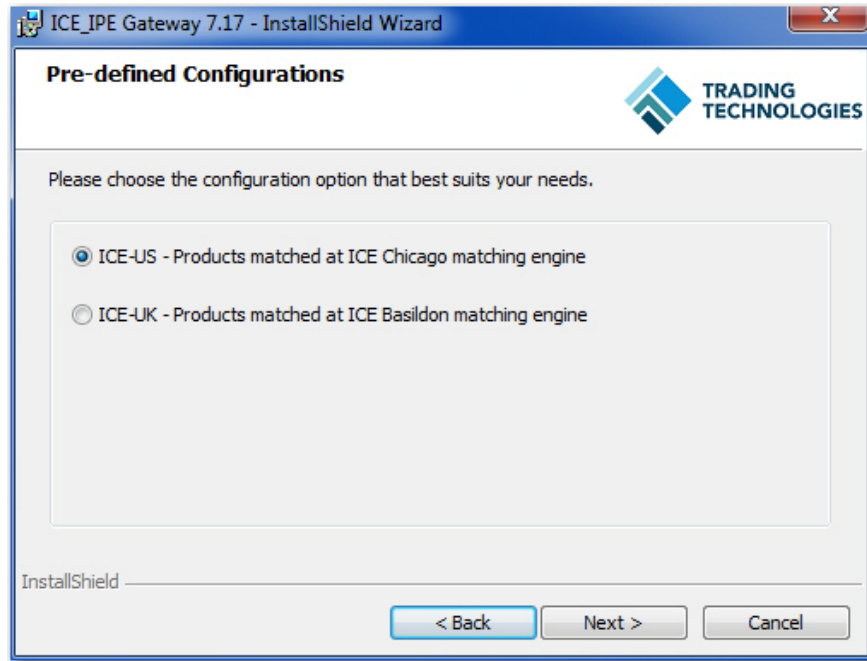 ICE_IPE Gateway 7.17 - InstallShield Wizard
X
Pre-defined Configurations
TRADING
TECHNOLOGIES
Please choose the configuration option that best suits your needs.
ICE-US - Products matched at ICE Chicago matching engine
ICE-UK - Products matched at ICE Basildon matching engine
InstallShield
< Back Next > Cancel